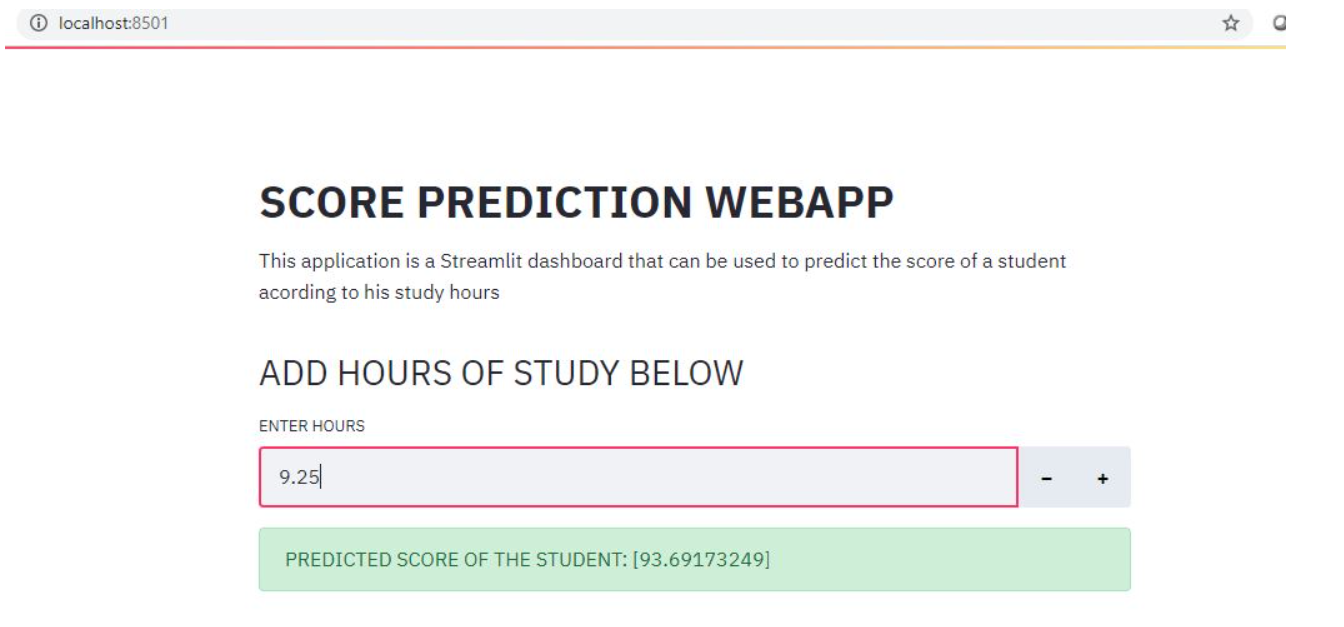 localhost:8501
SCORE PREDICTION WEBAPP
This application is a Streamlit dashboard that can be used to predict the score of a student
acording to his study hours
ADD HOURS OF STUDY BELOW
ENTER HOURS
9.25
- +
PREDICTED SCORE OF THE STUDENT: [93.69173249]